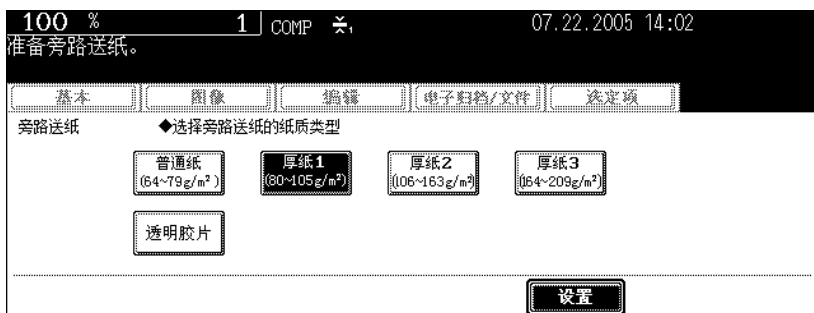 100 % 1 COMP 1 07.22.2005 14:02
准备旁路送纸。
基本 图像 编辑 电子归档/文件 选定项
旁路送纸 ◆选择旁路送纸的纸质类型
普通纸 厚纸1 厚纸2 厚纸3
(64~79g/m²) (80~105g/m²) (106~163g/m²) (164~209g/m²)
透明胶片
设置